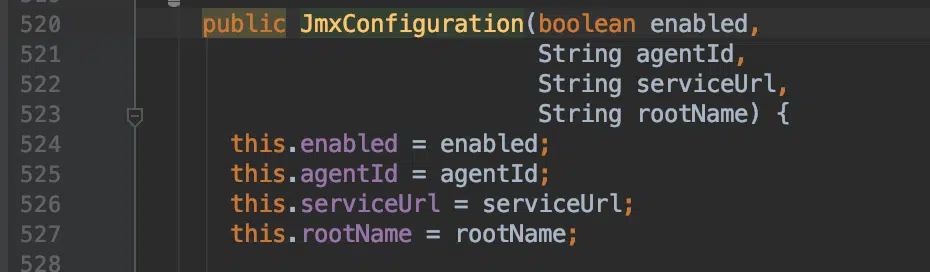 520 public JmxConfiguration(boolean enabled,
521 String agentId,
522 String serviceUrl,
523 String rootName) {
524 this.enabled = enabled;
525 this.agentId = agentId;
526 this.serviceUrl = serviceUrl;
527 this.rootName = rootName;
528